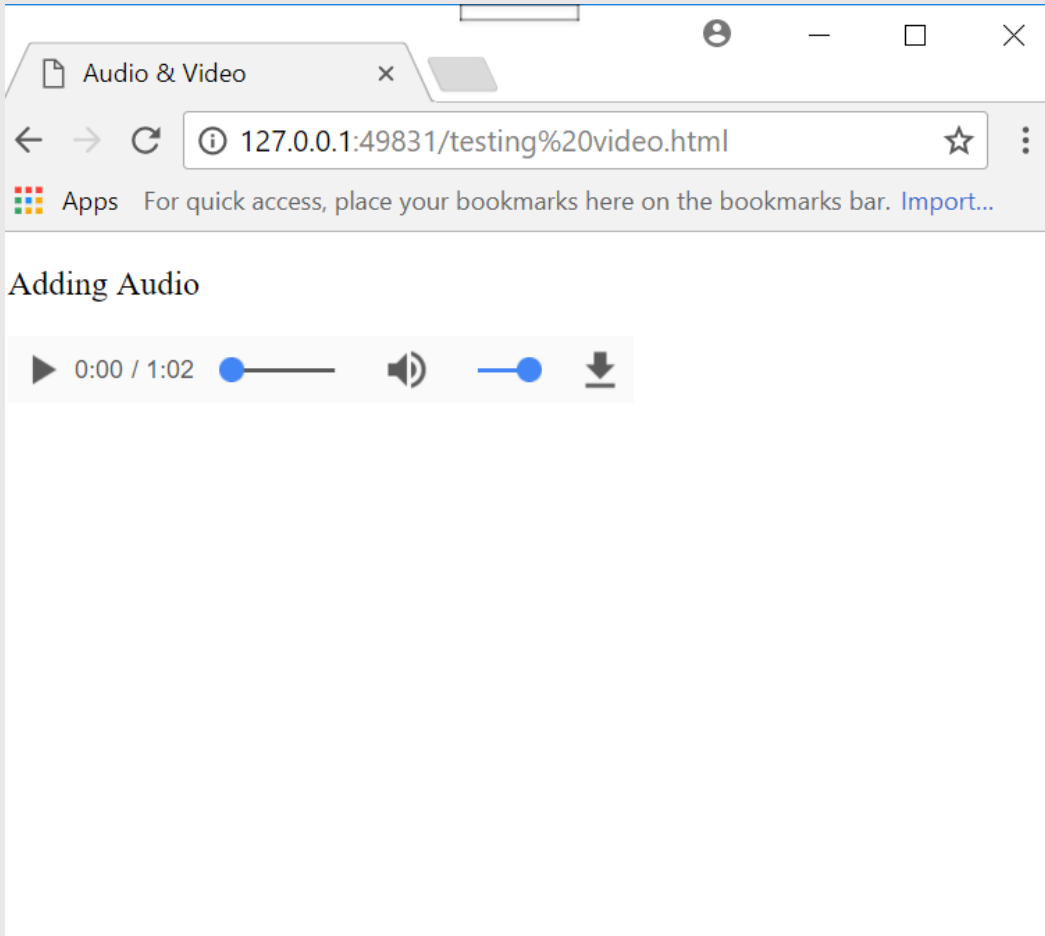 Audio & Video
127.0.0.1:49831/testing%20video.html
Apps For quick access, place your bookmarks here on the bookmarks bar. Import...
Adding Audio
0:00 / 1:02